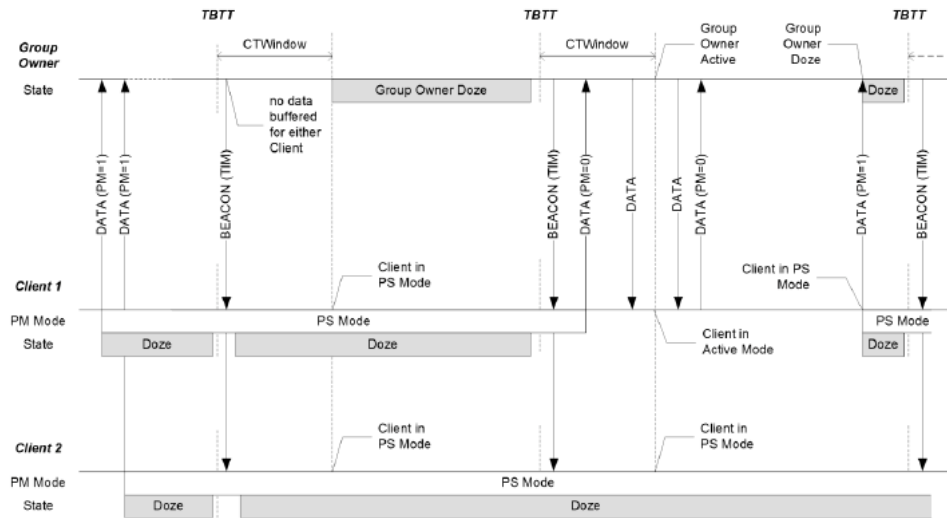 TBTT
TBTT
TBTT
Group
Owner
CTWindow
CTWindow
Group
Owner
Active
Group
Owner
Doze
State
Group Owner Doze
Doze
no data
buffered
for either
Client
DATA (PM=1)
DATA (PM=1)
BEACON (TIM)
BEACON (TIM)
DATA (PM=0)
DATA
DATA
DATA (PM=0)
DATA (PM=1)
BEACON (TIM)
Client 1
Client in
PS Mode
Client in PS
Mode
PM Mode
PS Mode
PS Mode
State
Doze
Doze
Client in
Active Mode
Doze
Client 2
Client in
PS Mode
Client in
PS Mode
PM Mode
PS Mode
State
Doze
Doze